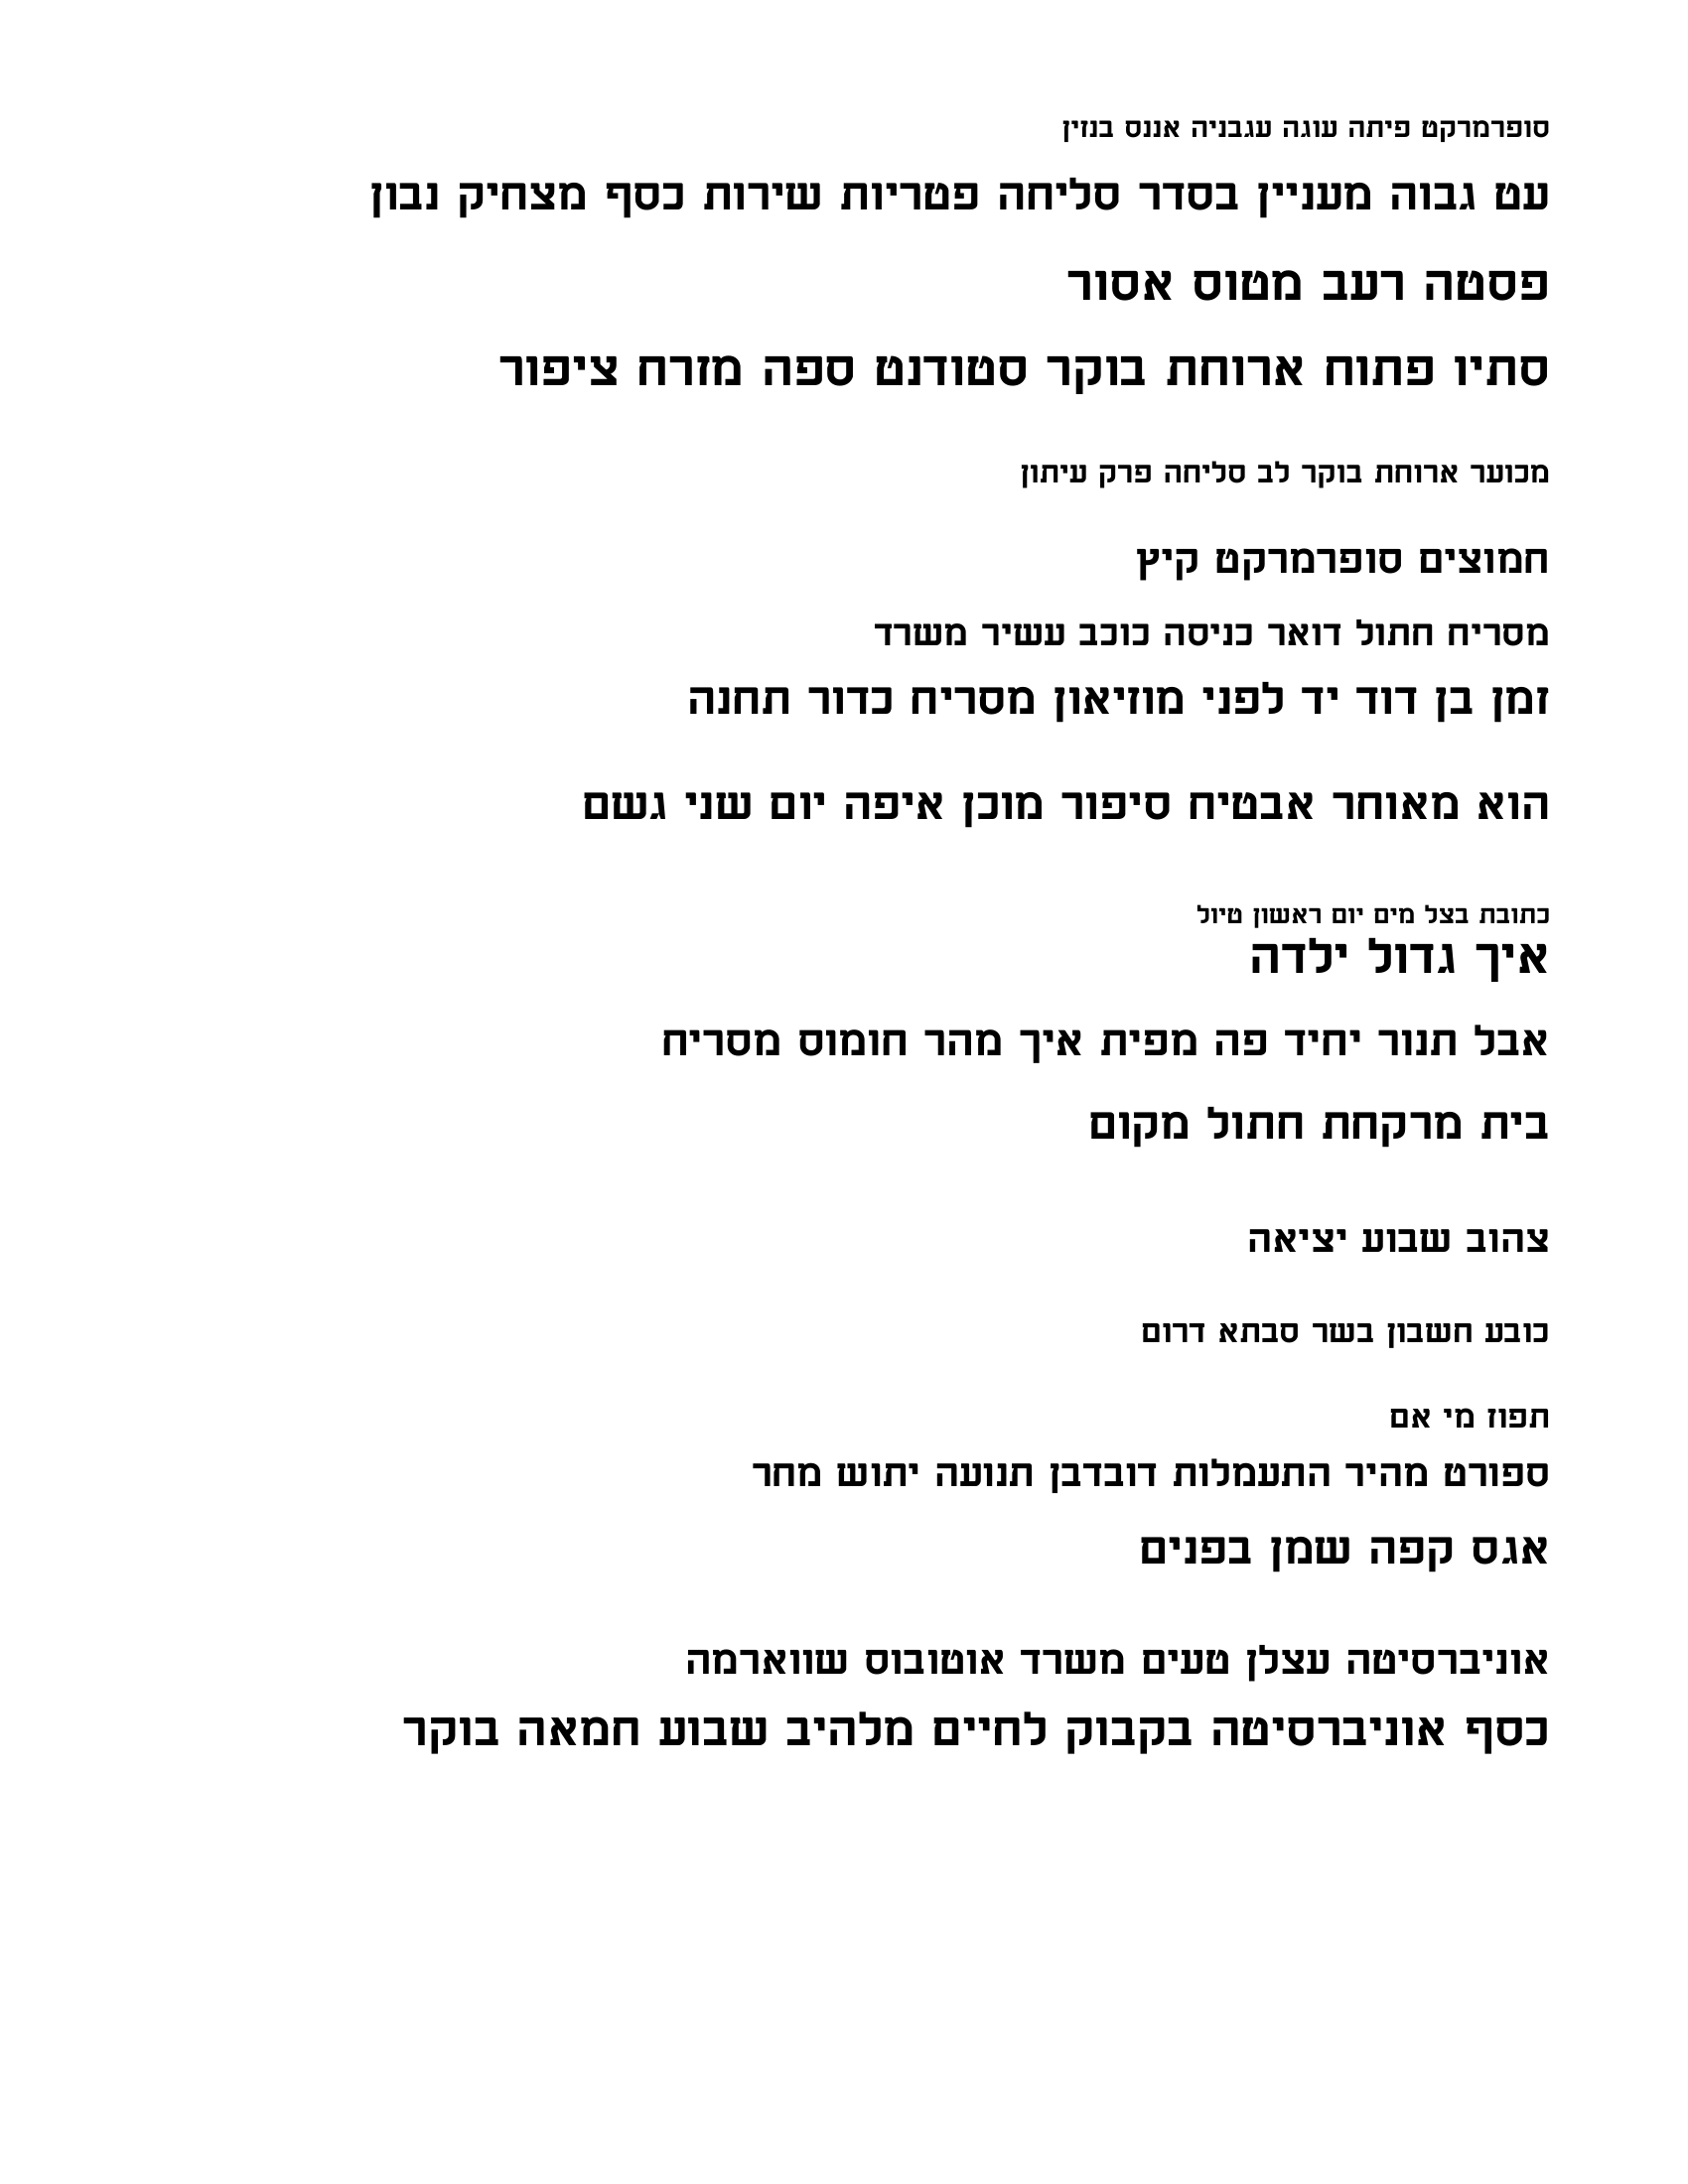 סופרמרקט פיתה עוגה עגבניה אננס בנזין
עט גבוה מעניין בסדר סליחה פטריות שירות כסף מצחיק נבון
פסטה רעב מטוס אסור
סתיו פתוח ארוחת בוקר סטודנט ספה מזרח ציפור
מכוער ארוחת בוקר לב סליחה פרק עיתון
חמוצים סופרמרקט קיץ
מסריח חתול דואר כניסה כוכב עשיר משרד
זמן בן דוד יד לפני מוזיאון מסריח כדור תחנה
הוא מאוחר אבטיח סיפור מוכן איפה יום שני גשם
כתובת בצל מים יום ראשון טיול
איך גדול ילדה
אבל תנור יחיד פה מפית איך מהר חומוס מסריח
בית מרקחת חתול מקום
צהוב שבוע יציאה
כובע חשבון בשר סבתא דרום
תפוז מי אם
ספורט מהיר התעמלות דובדבן תנועה יתוש מחר
אגס קפה שמן בפנים
אוניברסיטה עצלן טעים משרד אוטובוס שווארמה
כסף אוניברסיטה בקבוק לחיים מלהיב שבוע חמאה בוקר